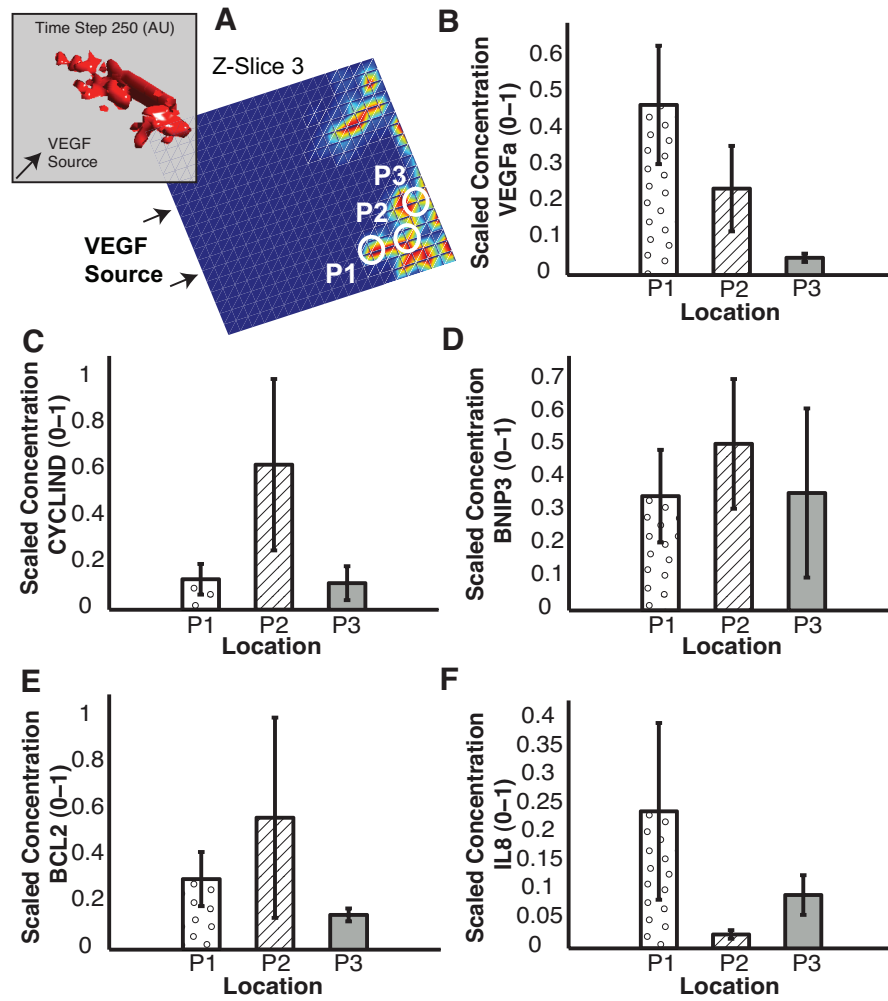 Time Step 250 (AU)
VEGF
Source
A
Z-Slice 3
P3
P2
P1
VEGF
Source
B
Scaled Concentration
VEGFa (0–1)
0.6
0.5
0.4
0.3
0.2
0.1
0
P1 P2 P3
Location
C
Scaled Concentration
CYCLIND (0–1)
1
0.8
0.6
0.4
0.2
0
P1 P2 P3
Location
D
Scaled Concentration
BNIP3 (0–1)
0.7
0.6
0.5
0.4
0.3
0.2
0.1
0
P1 P2 P3
Location
E
Scaled Concentration
BCL2 (0–1)
1
0.8
0.6
0.4
0.2
0
P1 P2 P3
Location
F
Scaled Concentration
IL8 (0–1)
0.4
0.35
0.3
0.25
0.2
0.15
0.1
0.05
0
P1 P2 P3
Location